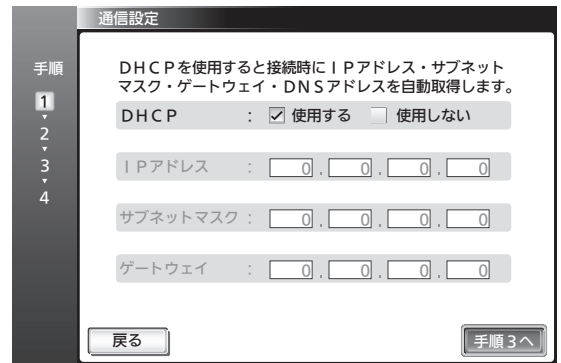 通信設定
手順
1
2
3
4
DHCPを使用すると接続時にIPアドレス・サブネット
マスク・ゲートウェイ・DNSアドレスを自動取得します。
DHCP : 使用する 使用しない
IPアドレス : 0 . 0 . 0 . 0
サブネットマスク : 0 . 0 . 0 . 0
ゲートウェイ : 0 . 0 . 0 . 0
戻る 手順3へ